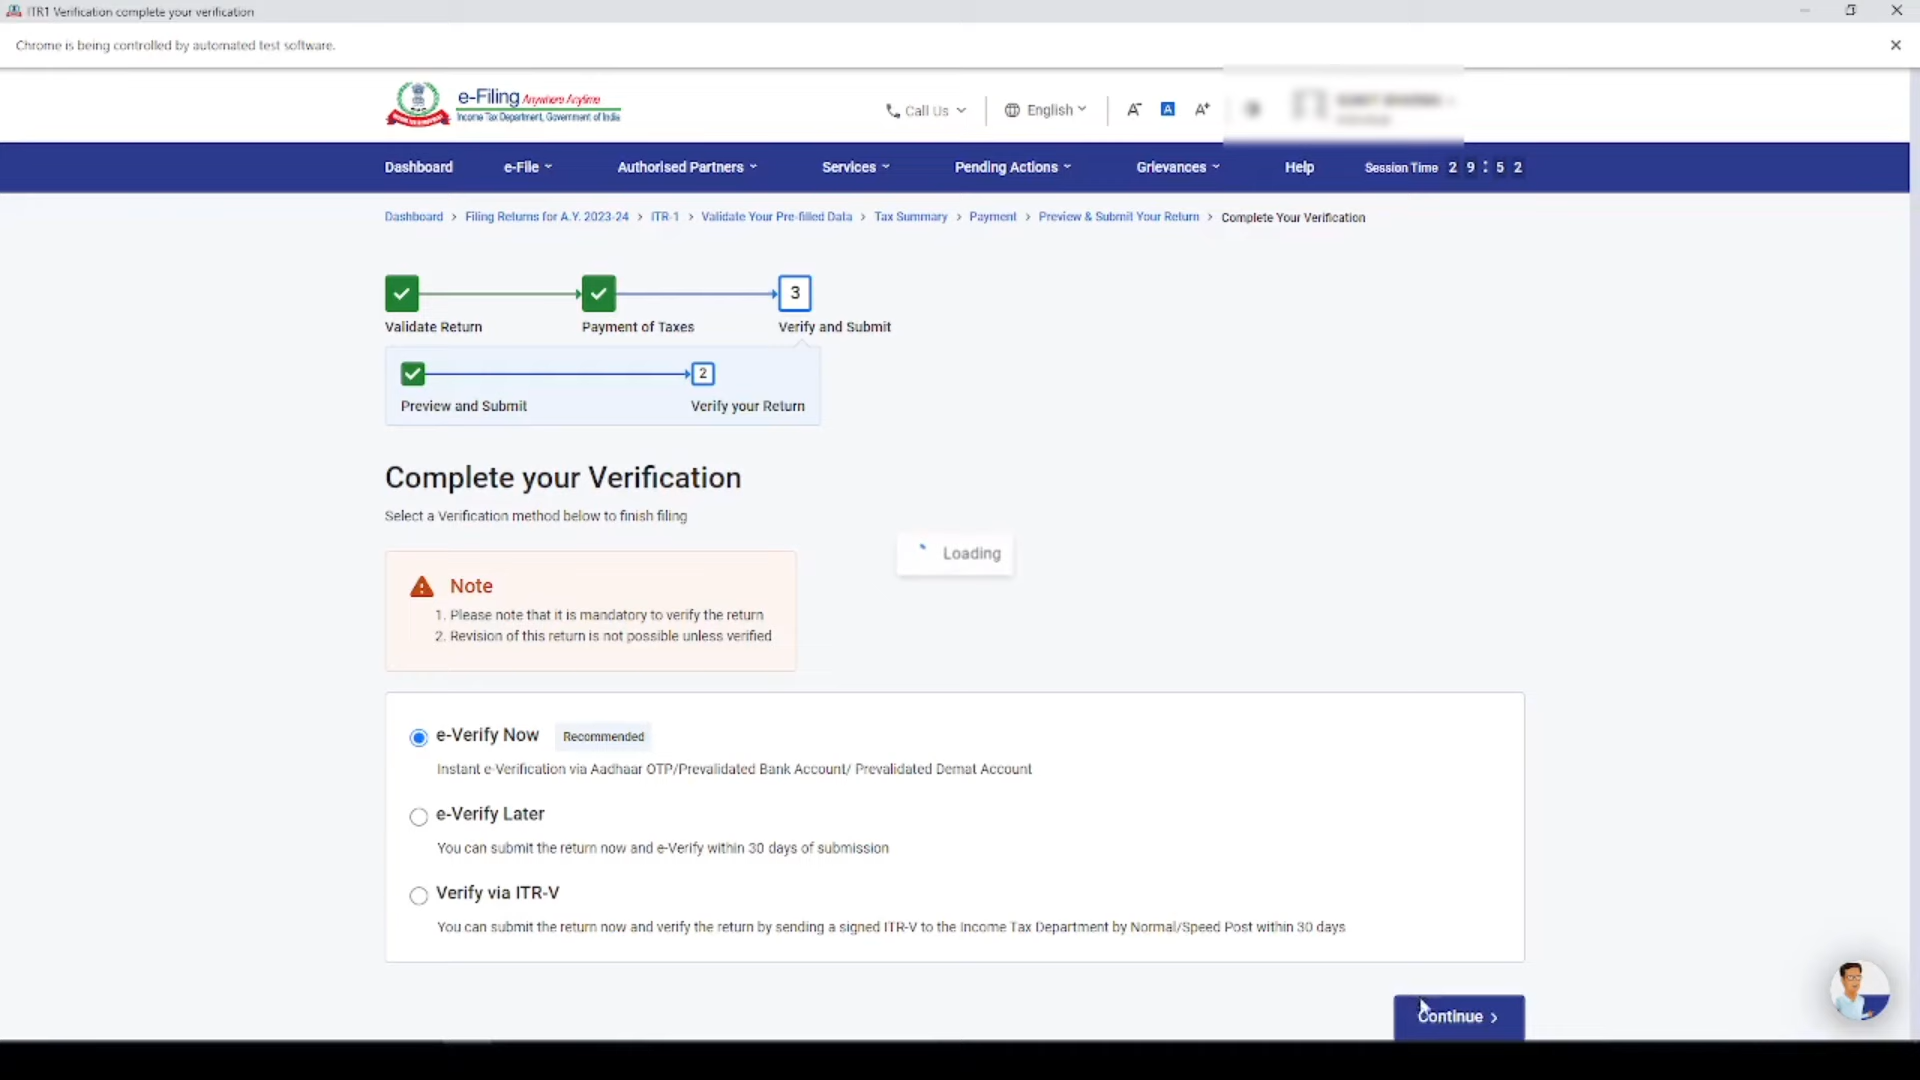 ITR1 Verification complete your verification
Chrome is being controlled by automated test software.
e-Filing Anywhere Anytime
Income Tax Department, Government of India
Call Us
English
A-
A
A+
Dashboard e-File Authorised Partners Services Pending Actions Grievances Help Session Time 2 9 : 5 2
Dashboard > Filing Returns for A.Y. 2023-24 > ITR-1 > Validate Your Pre-filled Data > Tax Summary > Payment > Preview & Submit Your Return > Complete Your Verification
3
Validate Return Payment of Taxes Verify and Submit
2
Preview and Submit Verify your Return
Complete your Verification
Select a Verification method below to finish filing
Loading
Note
1. Please note that it is mandatory to verify the return
2. Revision of this return is not possible unless verified
e-Verify Now Recommended
Instant e-Verification via Aadhaar OTP/Prevalidated Bank Account/ Prevalidated Demat Account
e-Verify Later
You can submit the return now and e-Verify within 30 days of submission
Verify via ITR-V
You can submit the return now and verify the return by sending a signed ITR-V to the Income Tax Department by Normal/Speed Post within 30 days
Continue >